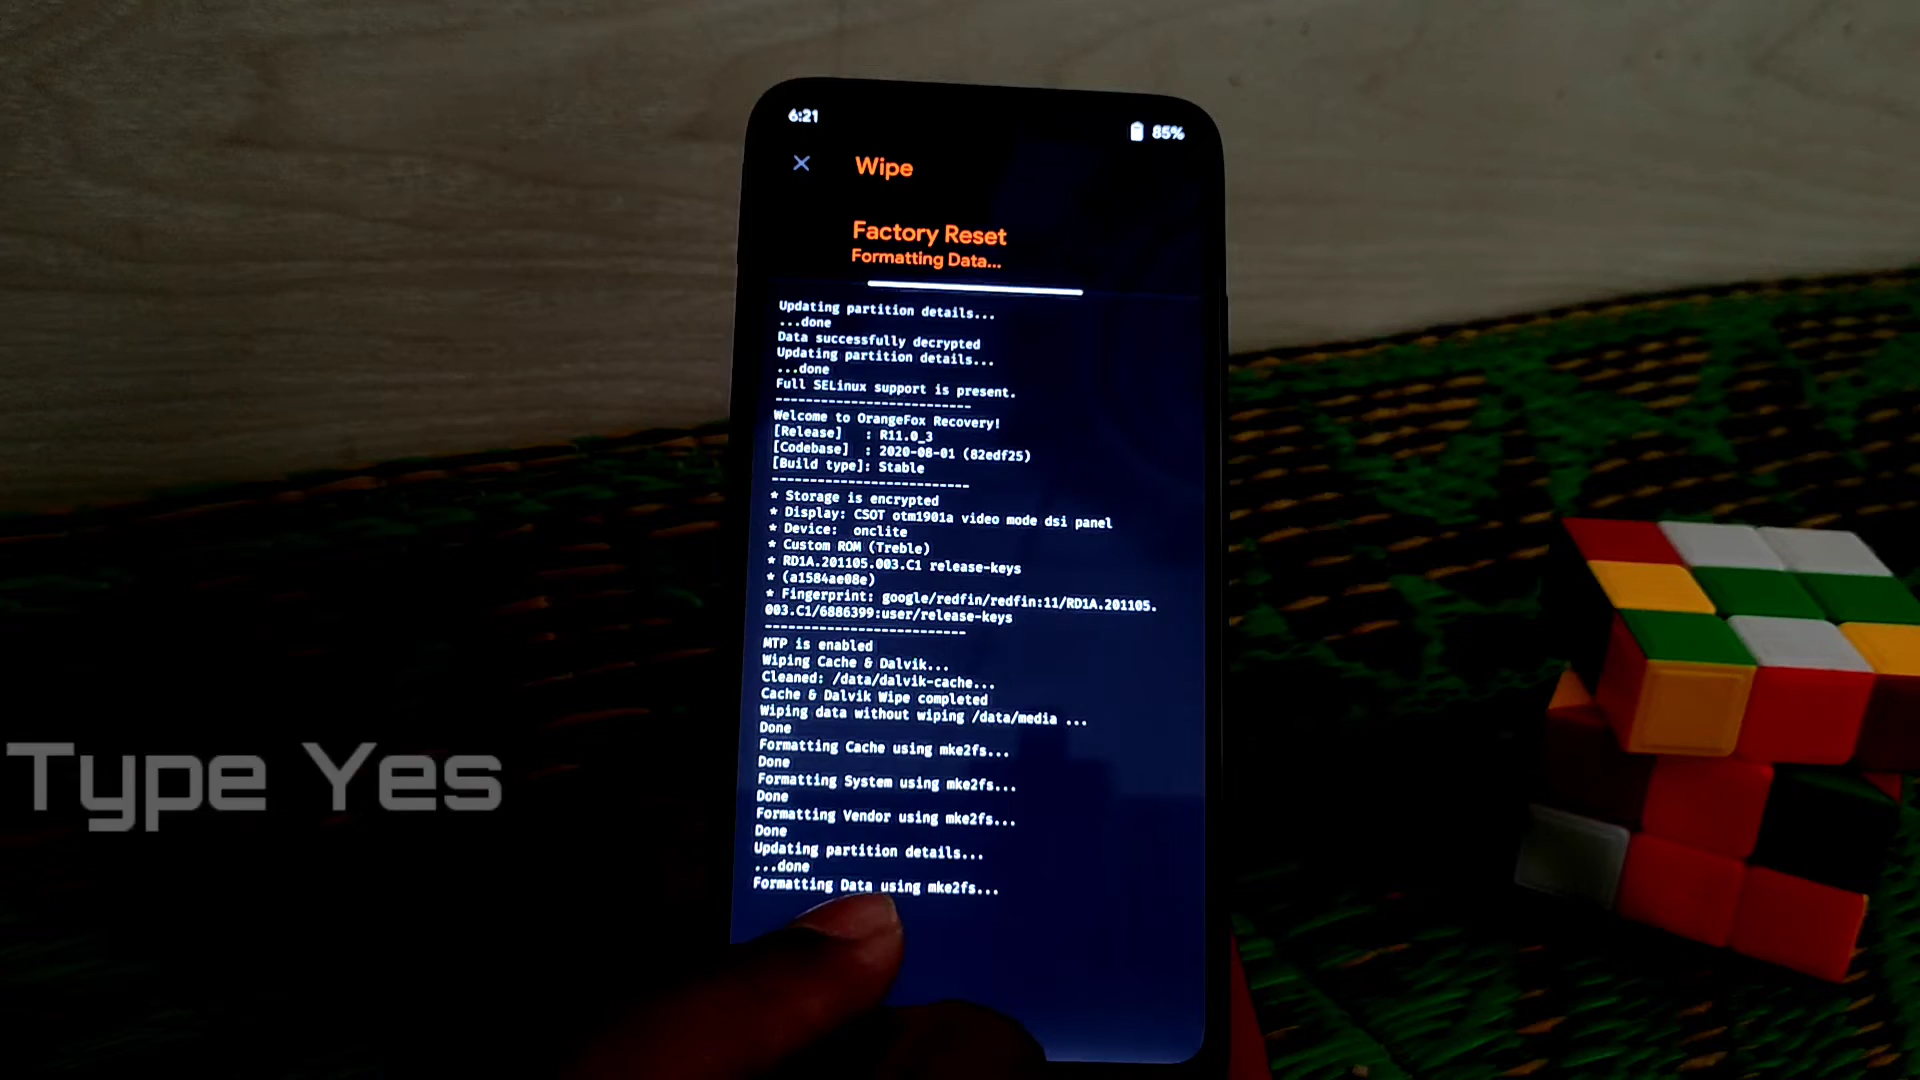 6:21
85%
Wipe
Factory Reset
Formatting Data...
Updating partition details...
...done
Data successfully decrypted
Updating partition details...
...done
Full SELinux support is present.
--------------------------
Welcome to OrangeFox Recovery!
[Release]   : R11.0_3
[Codebase]  : 2020-08-01 (82edf25)
[Build type]: Stable
--------------------------
* Storage is encrypted
* Display: CSOT otm1901a video mode dsi panel
* Device:  onclite
* Custom ROM (Treble)
* RD1A.201105.003.C1 release-keys
* (a1584ae08e)
* Fingerprint: google/redfin/redfin:11/RD1A.201105.
003.C1/6886399:user/release-keys
--------------------------
MTP is enabled
Wiping Cache & Dalvik...
Cleaned: /data/dalvik-cache...
Cache & Dalvik Wipe completed
Wiping data without wiping /data/media ...
Done
Formatting Cache using mke2fs...
Done
Formatting System using mke2fs...
Done
Formatting Vendor using mke2fs...
Done
Updating partition details...
...done
Formatting Data using mke2fs...
Type Yes